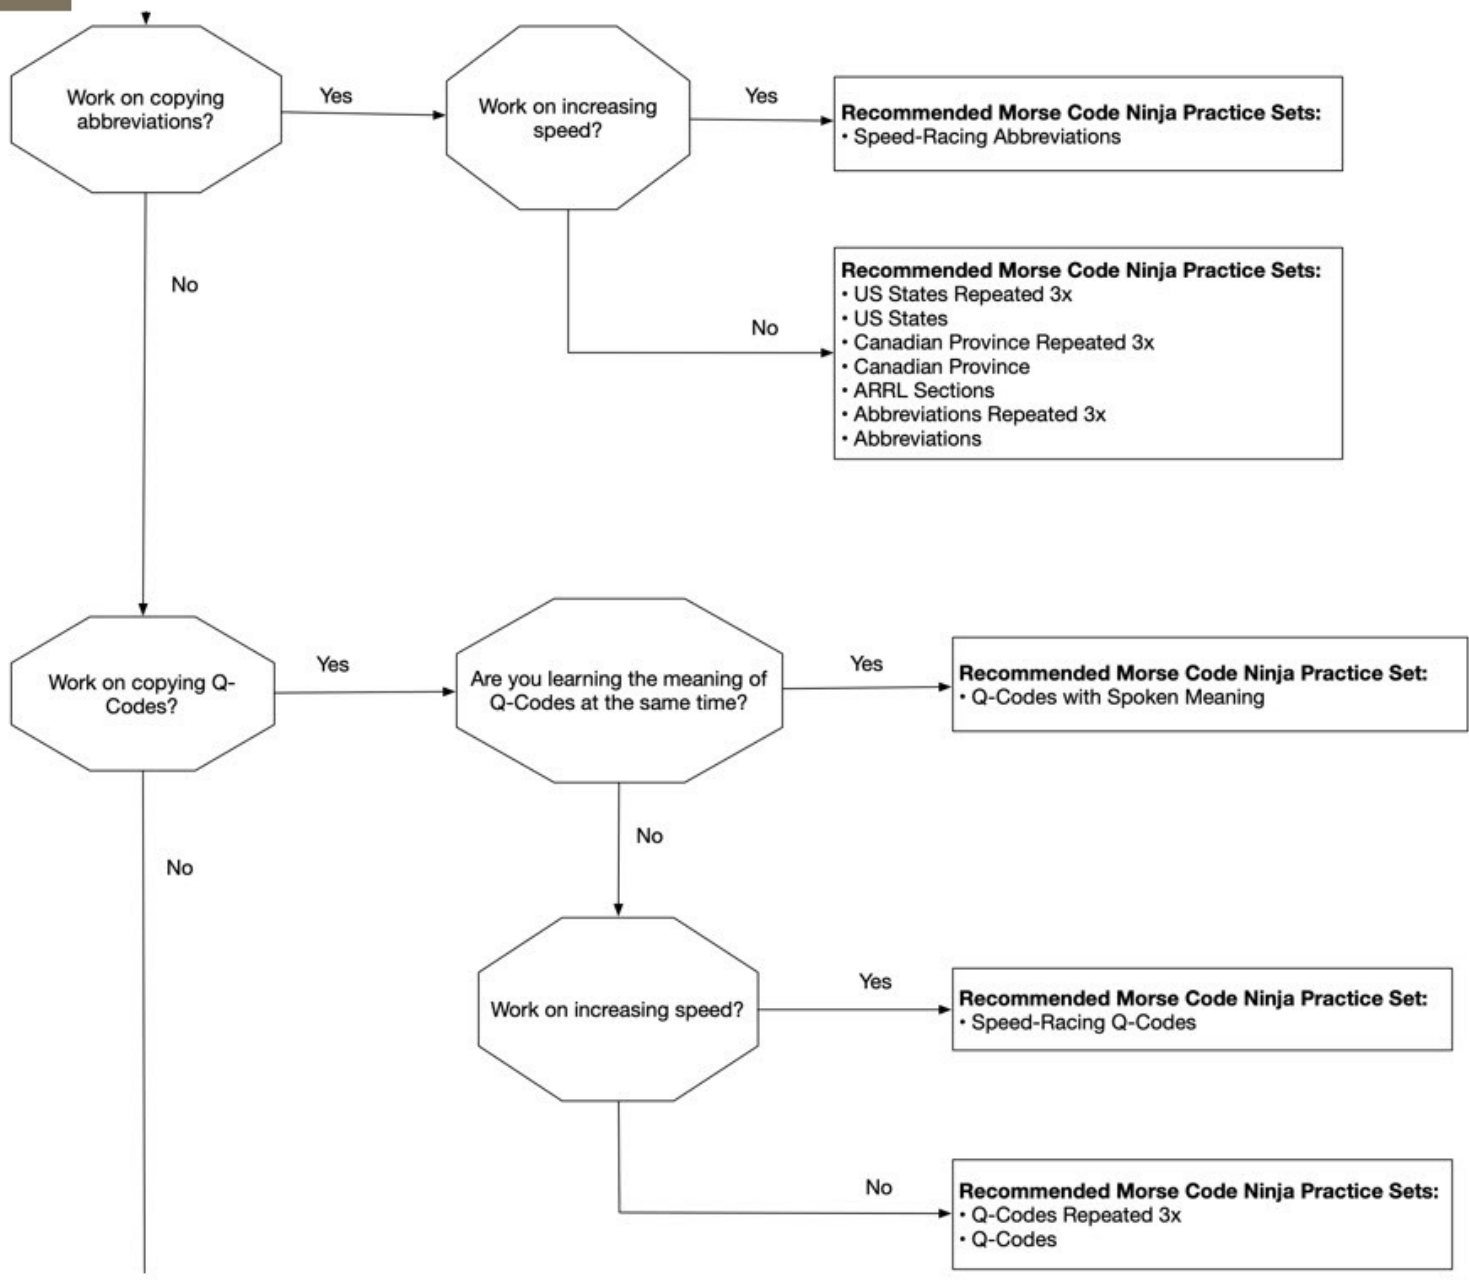 Work on copying
abbreviations?
Yes
Work on increasing
speed?
Yes
Recommended Morse Code Ninja Practice Sets:
• Speed-Racing Abbreviations
No
Recommended Morse Code Ninja Practice Sets:
• US States Repeated 3x
• US States
• Canadian Province Repeated 3x
• Canadian Province
• ARRL Sections
• Abbreviations Repeated 3x
• Abbreviations
No
Work on copying Q-
Codes?
Yes
Are you learning the meaning of
Q-Codes at the same time?
Yes
Recommended Morse Code Ninja Practice Set:
• Q-Codes with Spoken Meaning
No
Work on increasing speed?
Yes
Recommended Morse Code Ninja Practice Set:
• Speed-Racing Q-Codes
No
Recommended Morse Code Ninja Practice Sets:
• Q-Codes Repeated 3x
• Q-Codes
No